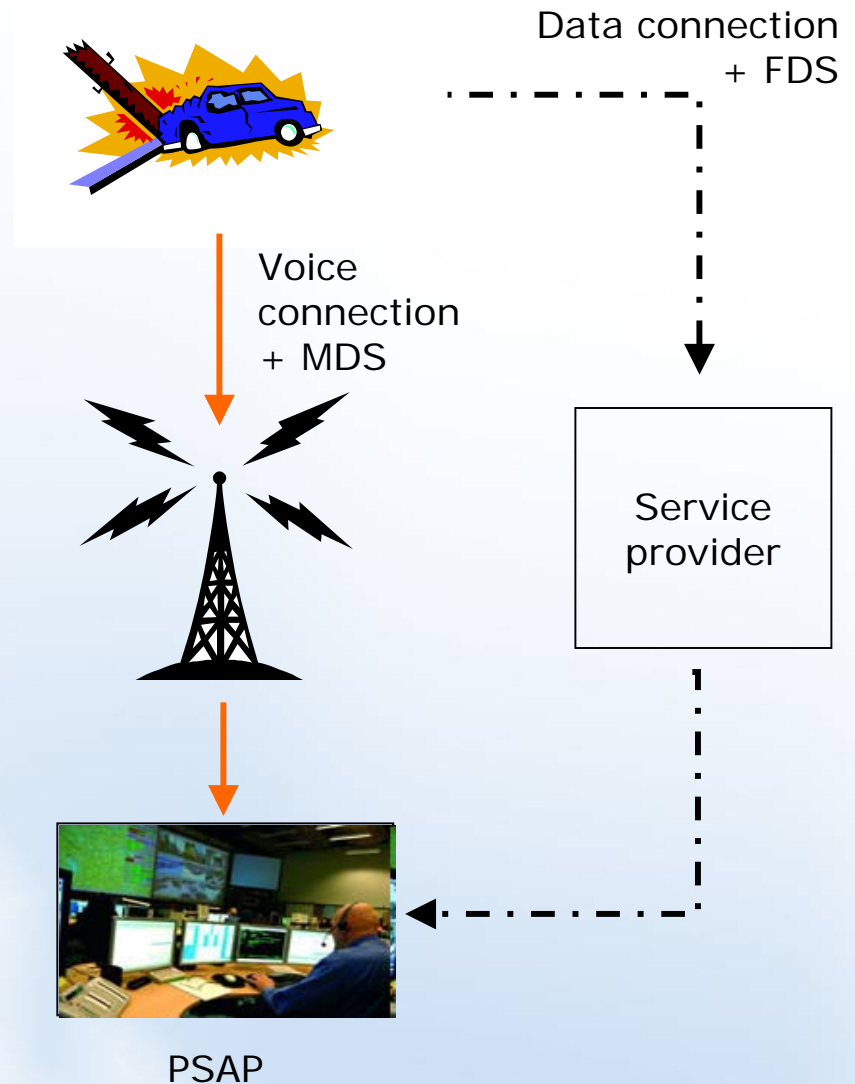 Data connection
+ FDS
Voice
connection
+ MDS
Service
provider
PSAP